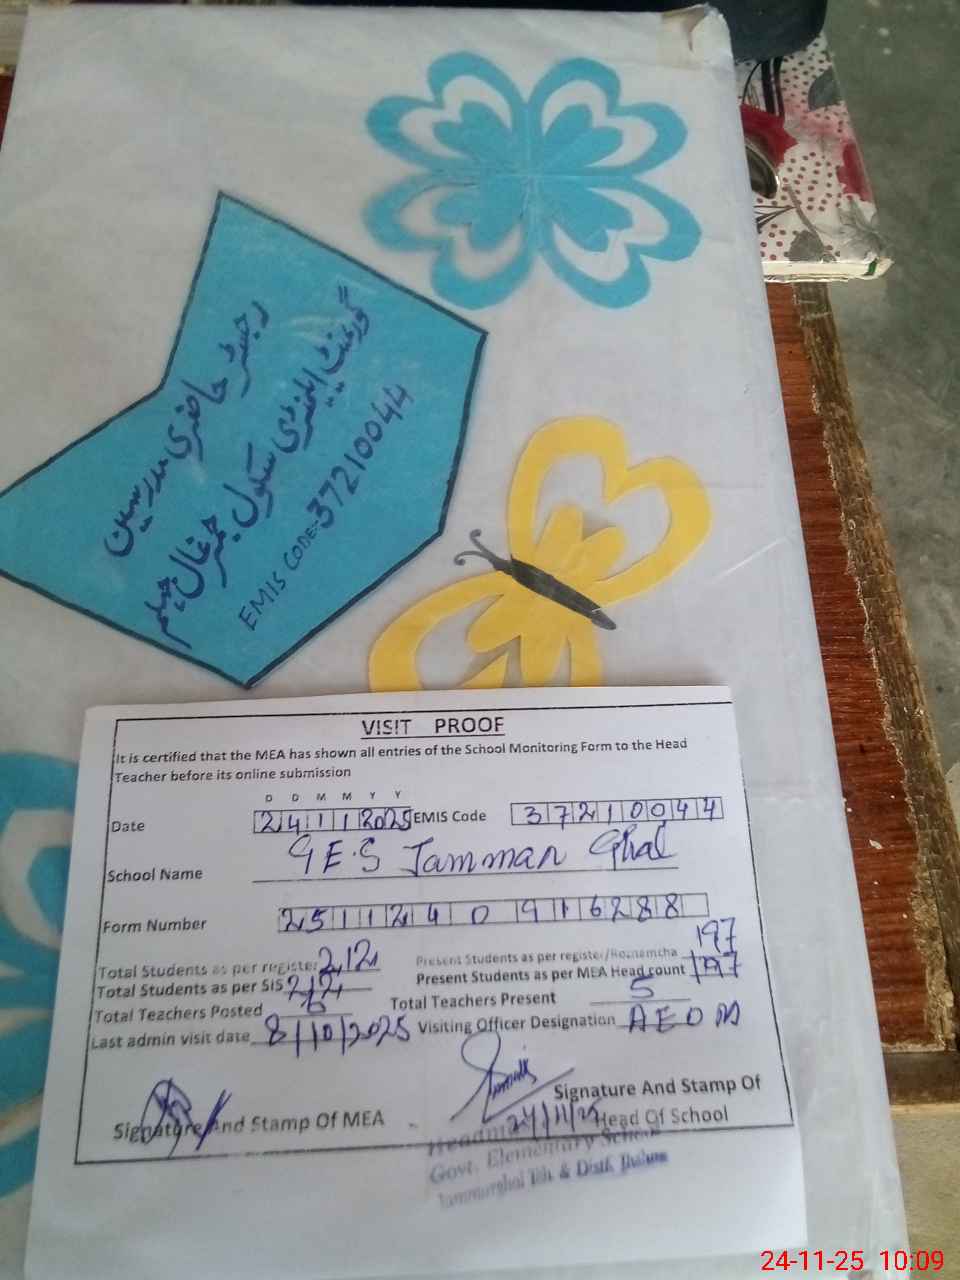 رجسٹر حاضری مدرسین
گورنمنٹ ایلیمنٹری سکول جمرغال جہلم
EMIS CODE:-37210044
VISIT PROOF
It is certified that the MEA has shown all entries of the School Monitoring Form to the Head
Teacher before its online submission
D D M M Y Y
Date 24112025 EMIS Code 37210044
School Name G.E.S Jamman Ghal
Form Number 2511240916288
Total Students as per register 212 Present Students as per register/Roznamcha 197
Total Students as per SIS 212 Present Students as per MEA Head count 197
Total Teachers Posted 6 Total Teachers Present 5
Last admin visit date 8/10/2025 Visiting Officer Designation AEO M
Signature And Stamp Of MEA Signature And Stamp Of
Head Of School
24/11/25
Govt. Elementary School
Jammarghal Teh & Distt. Jhelum
24-11-25 10:09